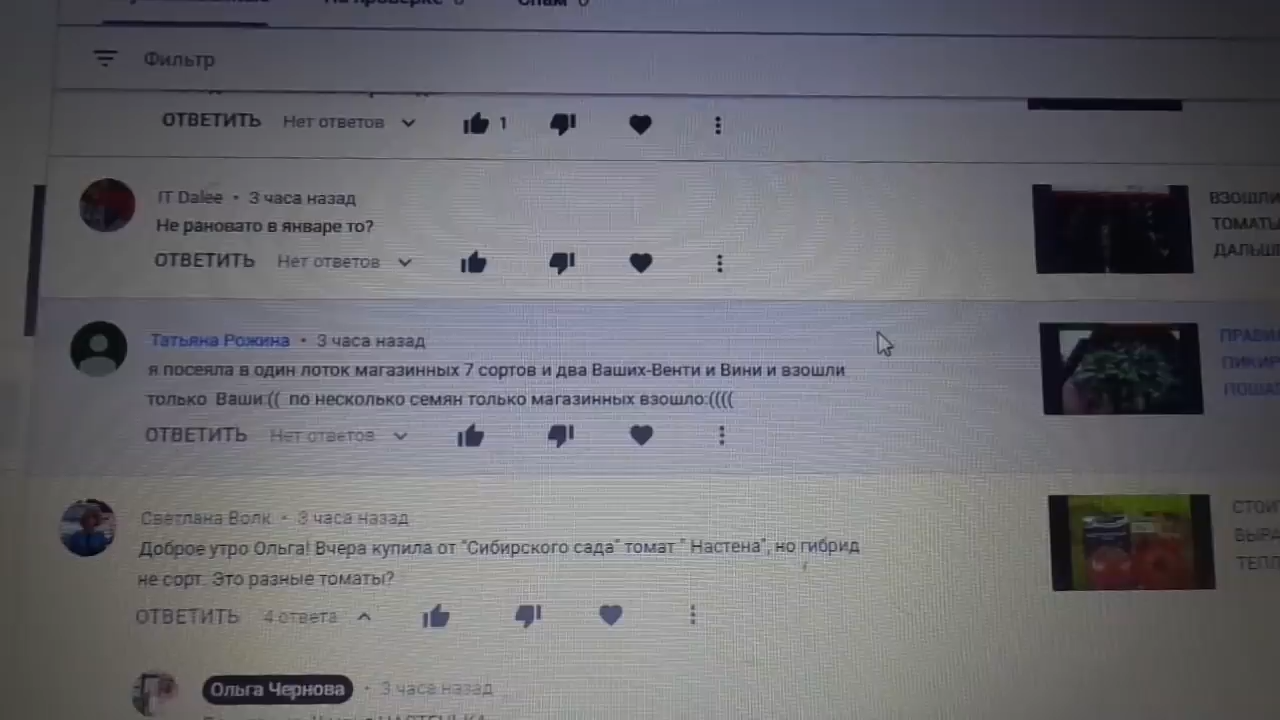 Фильтр
ОТВЕТИТЬ Нет ответов 1
IT Dalee • 3 часа назад
Не рановато в январе то?
ОТВЕТИТЬ Нет ответов
ВЗОШЛИ
ТОМАТЫ
ДАЛЬШЕ
Татьяна Рожина • 3 часа назад
я посеяла в один лоток магазинных 7 сортов и два Ваших-Венти и Вини и взошли
только Ваши:(( по несколько семян только магазинных взошло:((((
ОТВЕТИТЬ Нет ответов
Светлана Волк • 3 часа назад
Доброе утро Ольга! Вчера купила от "Сибирского сада" томат " Настена", но гибрид
не сорт. Это разные томаты?
ОТВЕТИТЬ 4 ответа
Ольга Чернова • 3 часа назад